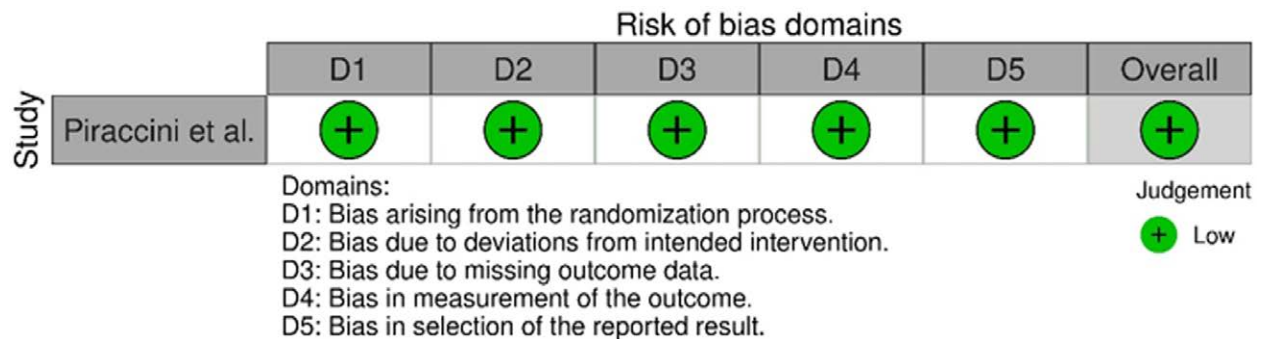 Risk of bias domains
D1 D2 D3 D4 D5 Overall
Study
Piraccini et al. + + + + + +
Domains:
D1: Bias arising from the randomization process.
D2: Bias due to deviations from intended intervention.
D3: Bias due to missing outcome data.
D4: Bias in measurement of the outcome.
D5: Bias in selection of the reported result.
Judgement
+ Low